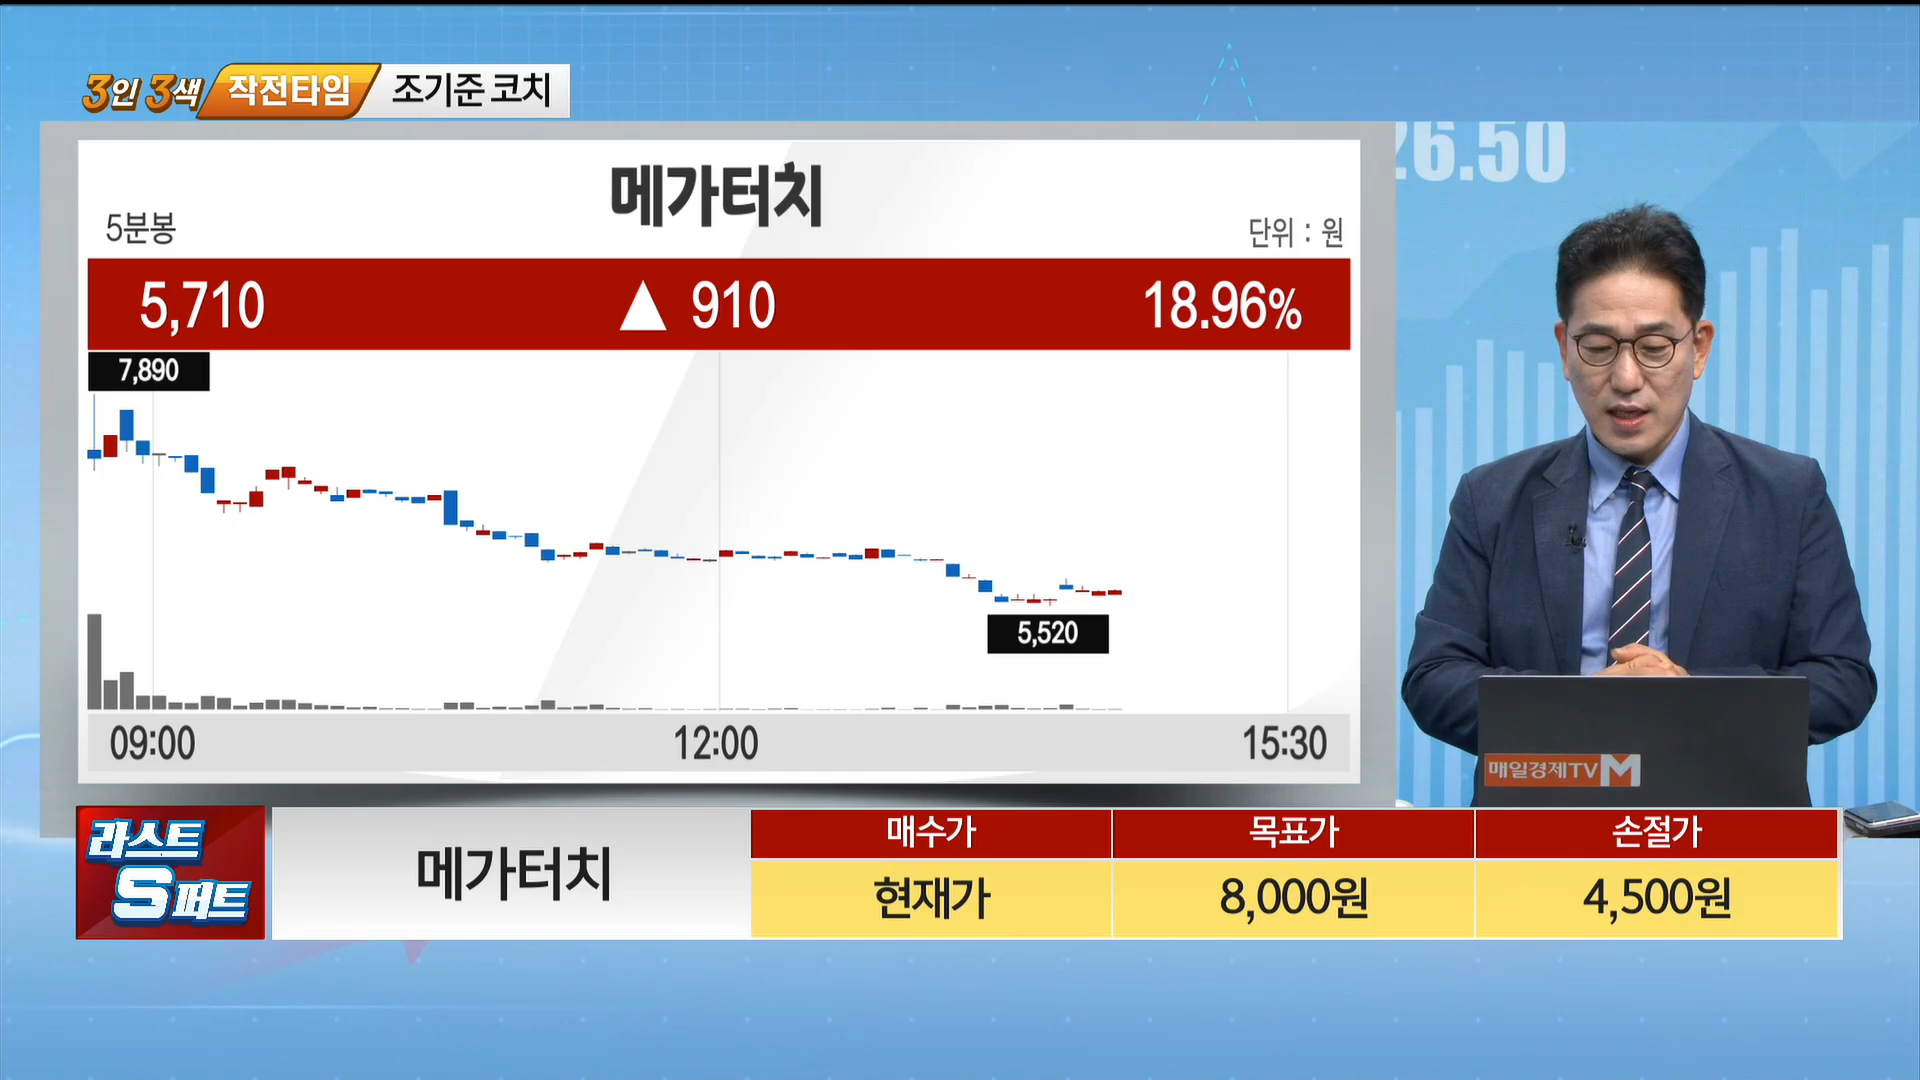 3인 3색 작전타임 조기준 코치
26.50
메가터치
5분봉
단위 : 원
5,710 ▲ 910 18.96%
7,890
5,520
09:00 12:00 15:30
매일경제TV M
라스트
S퍼트
메가터치
매수가 목표가 손절가
현재가 8,000원 4,500원